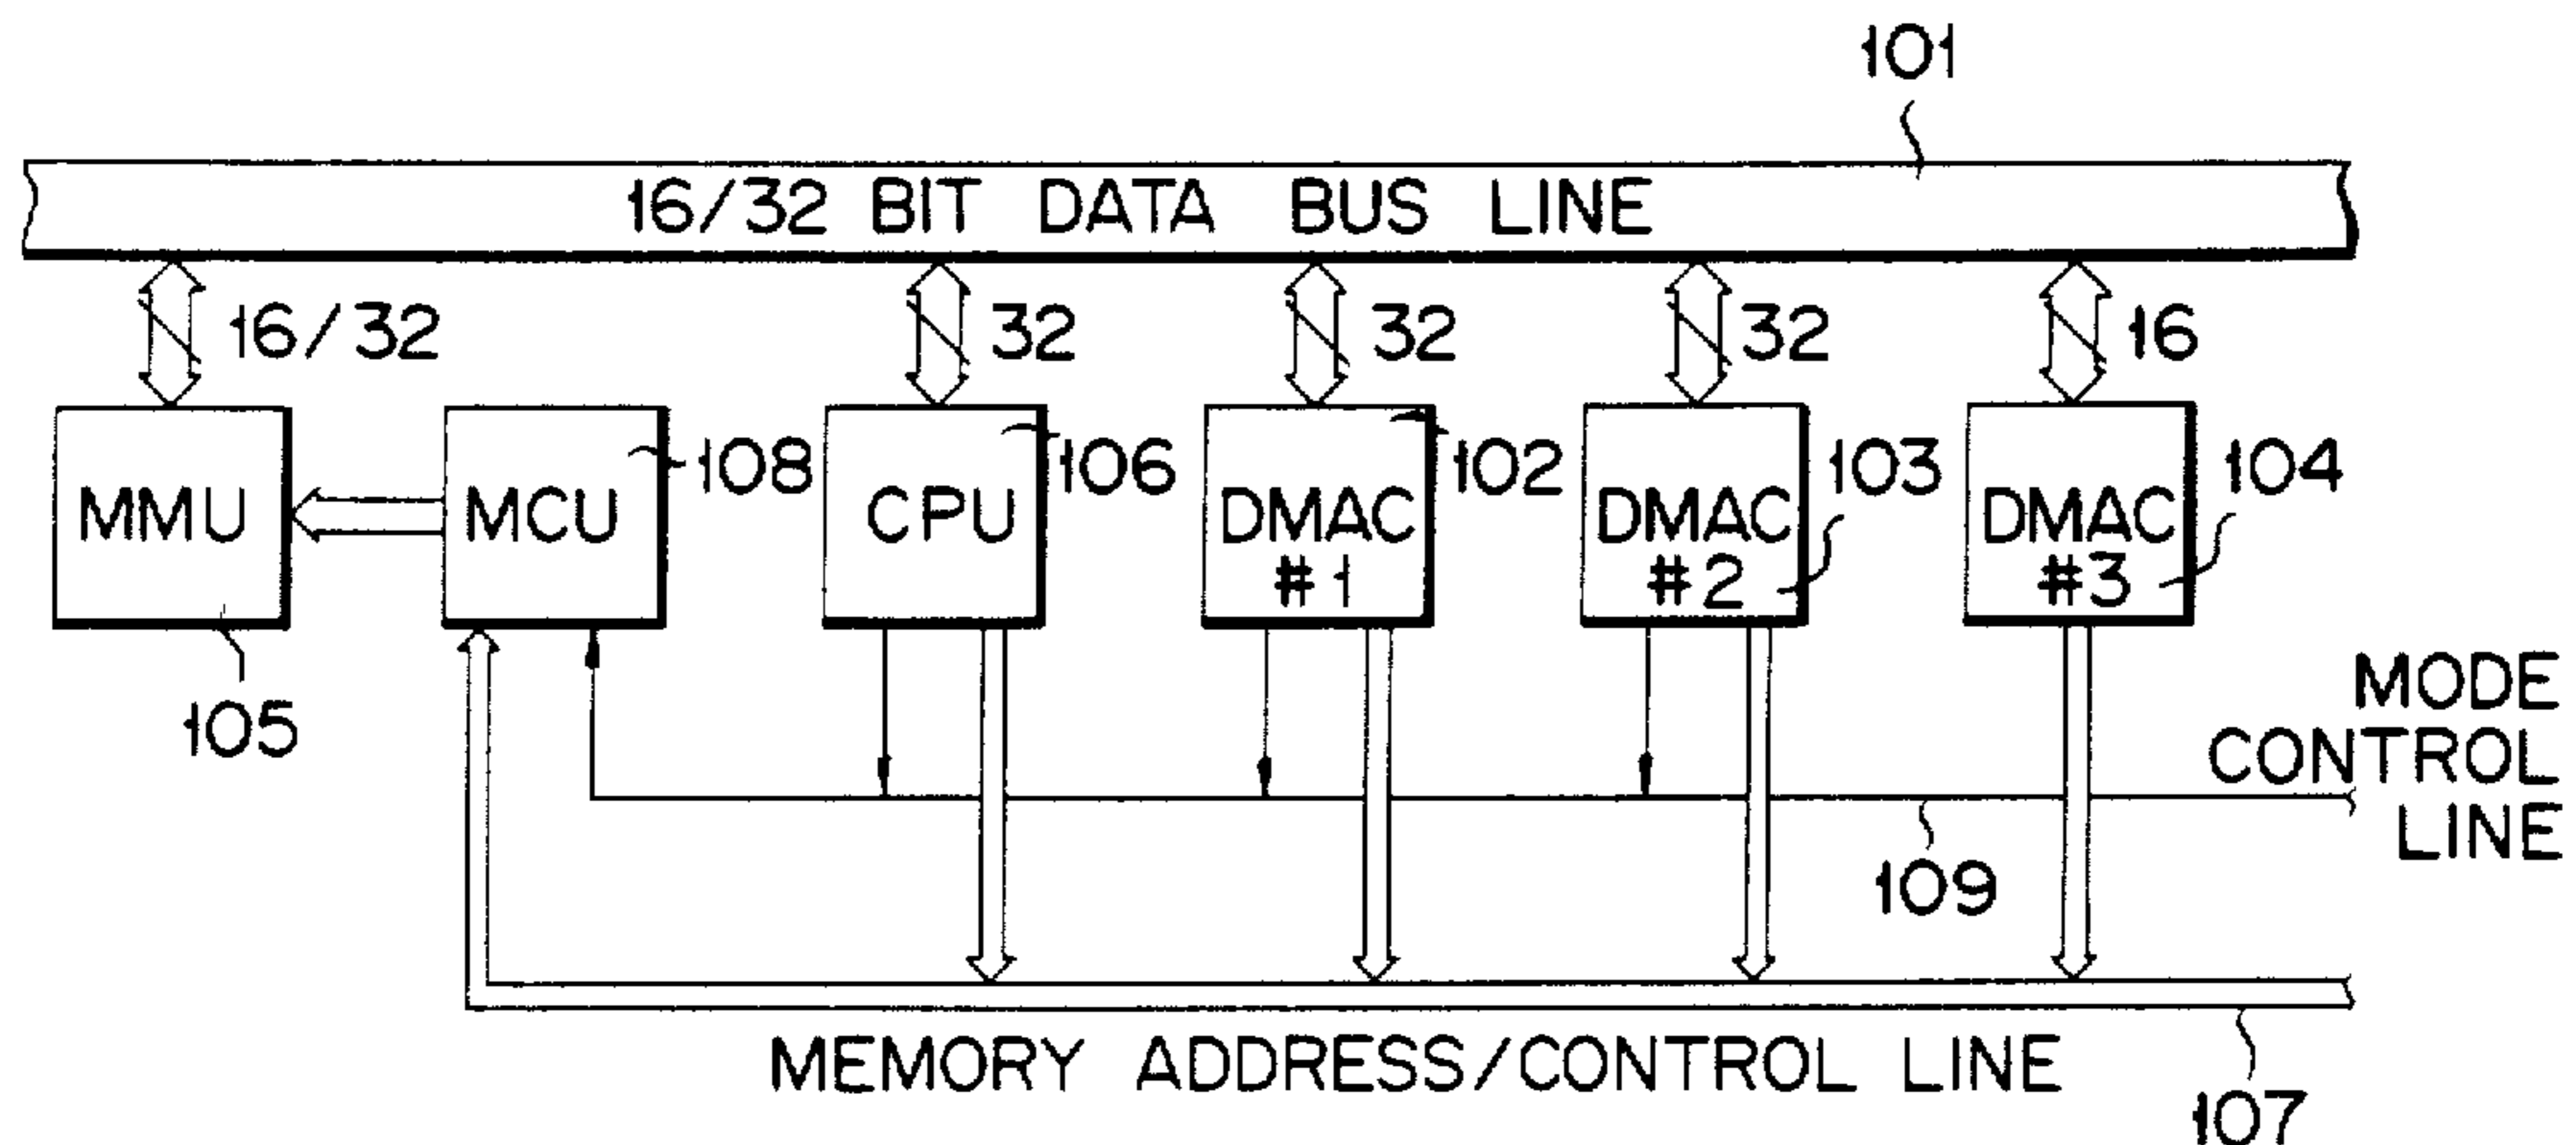 101
16/32 BIT DATA BUS LINE
16/32
32
32
32
16
MMU
MCU
108
CPU
106
DMAC
#1
102
DMAC
#2
103
DMAC
#3
104
105
MODE
CONTROL
LINE
109
MEMORY ADDRESS/CONTROL LINE
107